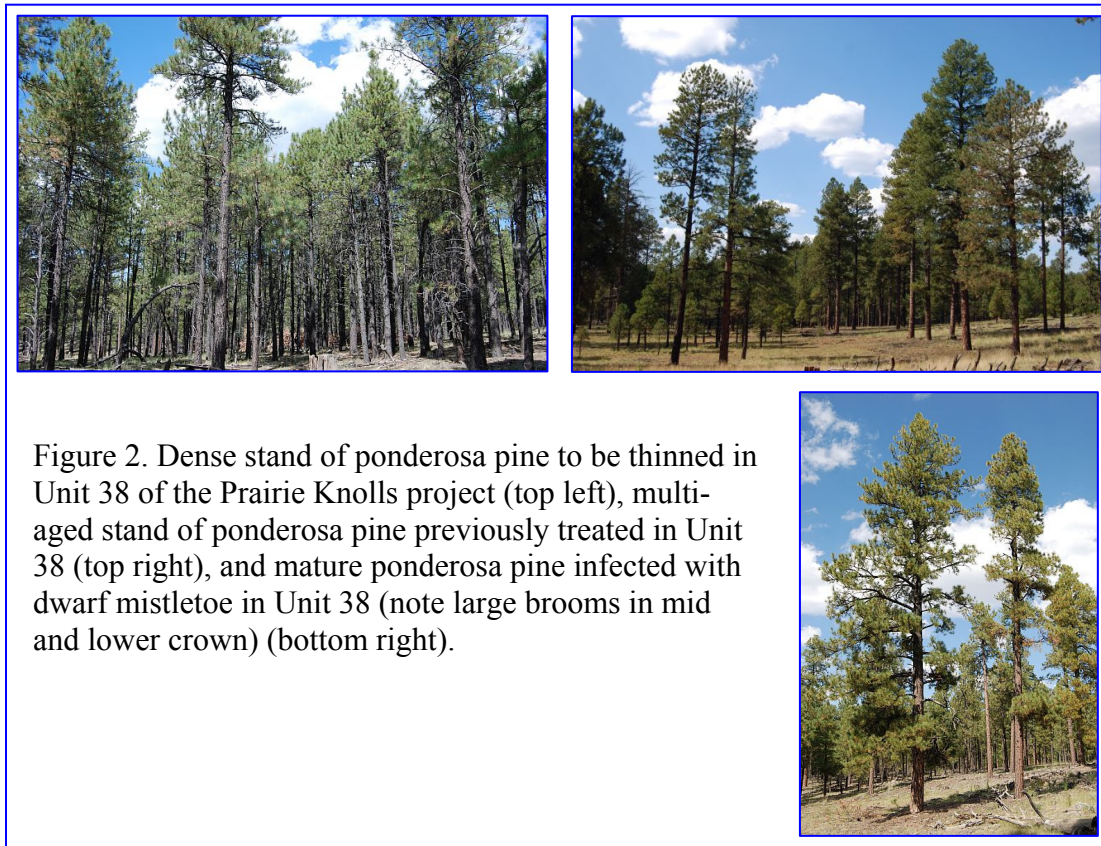 Figure 2. Dense stand of ponderosa pine to be thinned in
Unit 38 of the Prairie Knolls project (top left), multi-
aged stand of ponderosa pine previously treated in Unit
38 (top right), and mature ponderosa pine infected with
dwarf mistletoe in Unit 38 (note large brooms in mid
and lower crown) (bottom right).